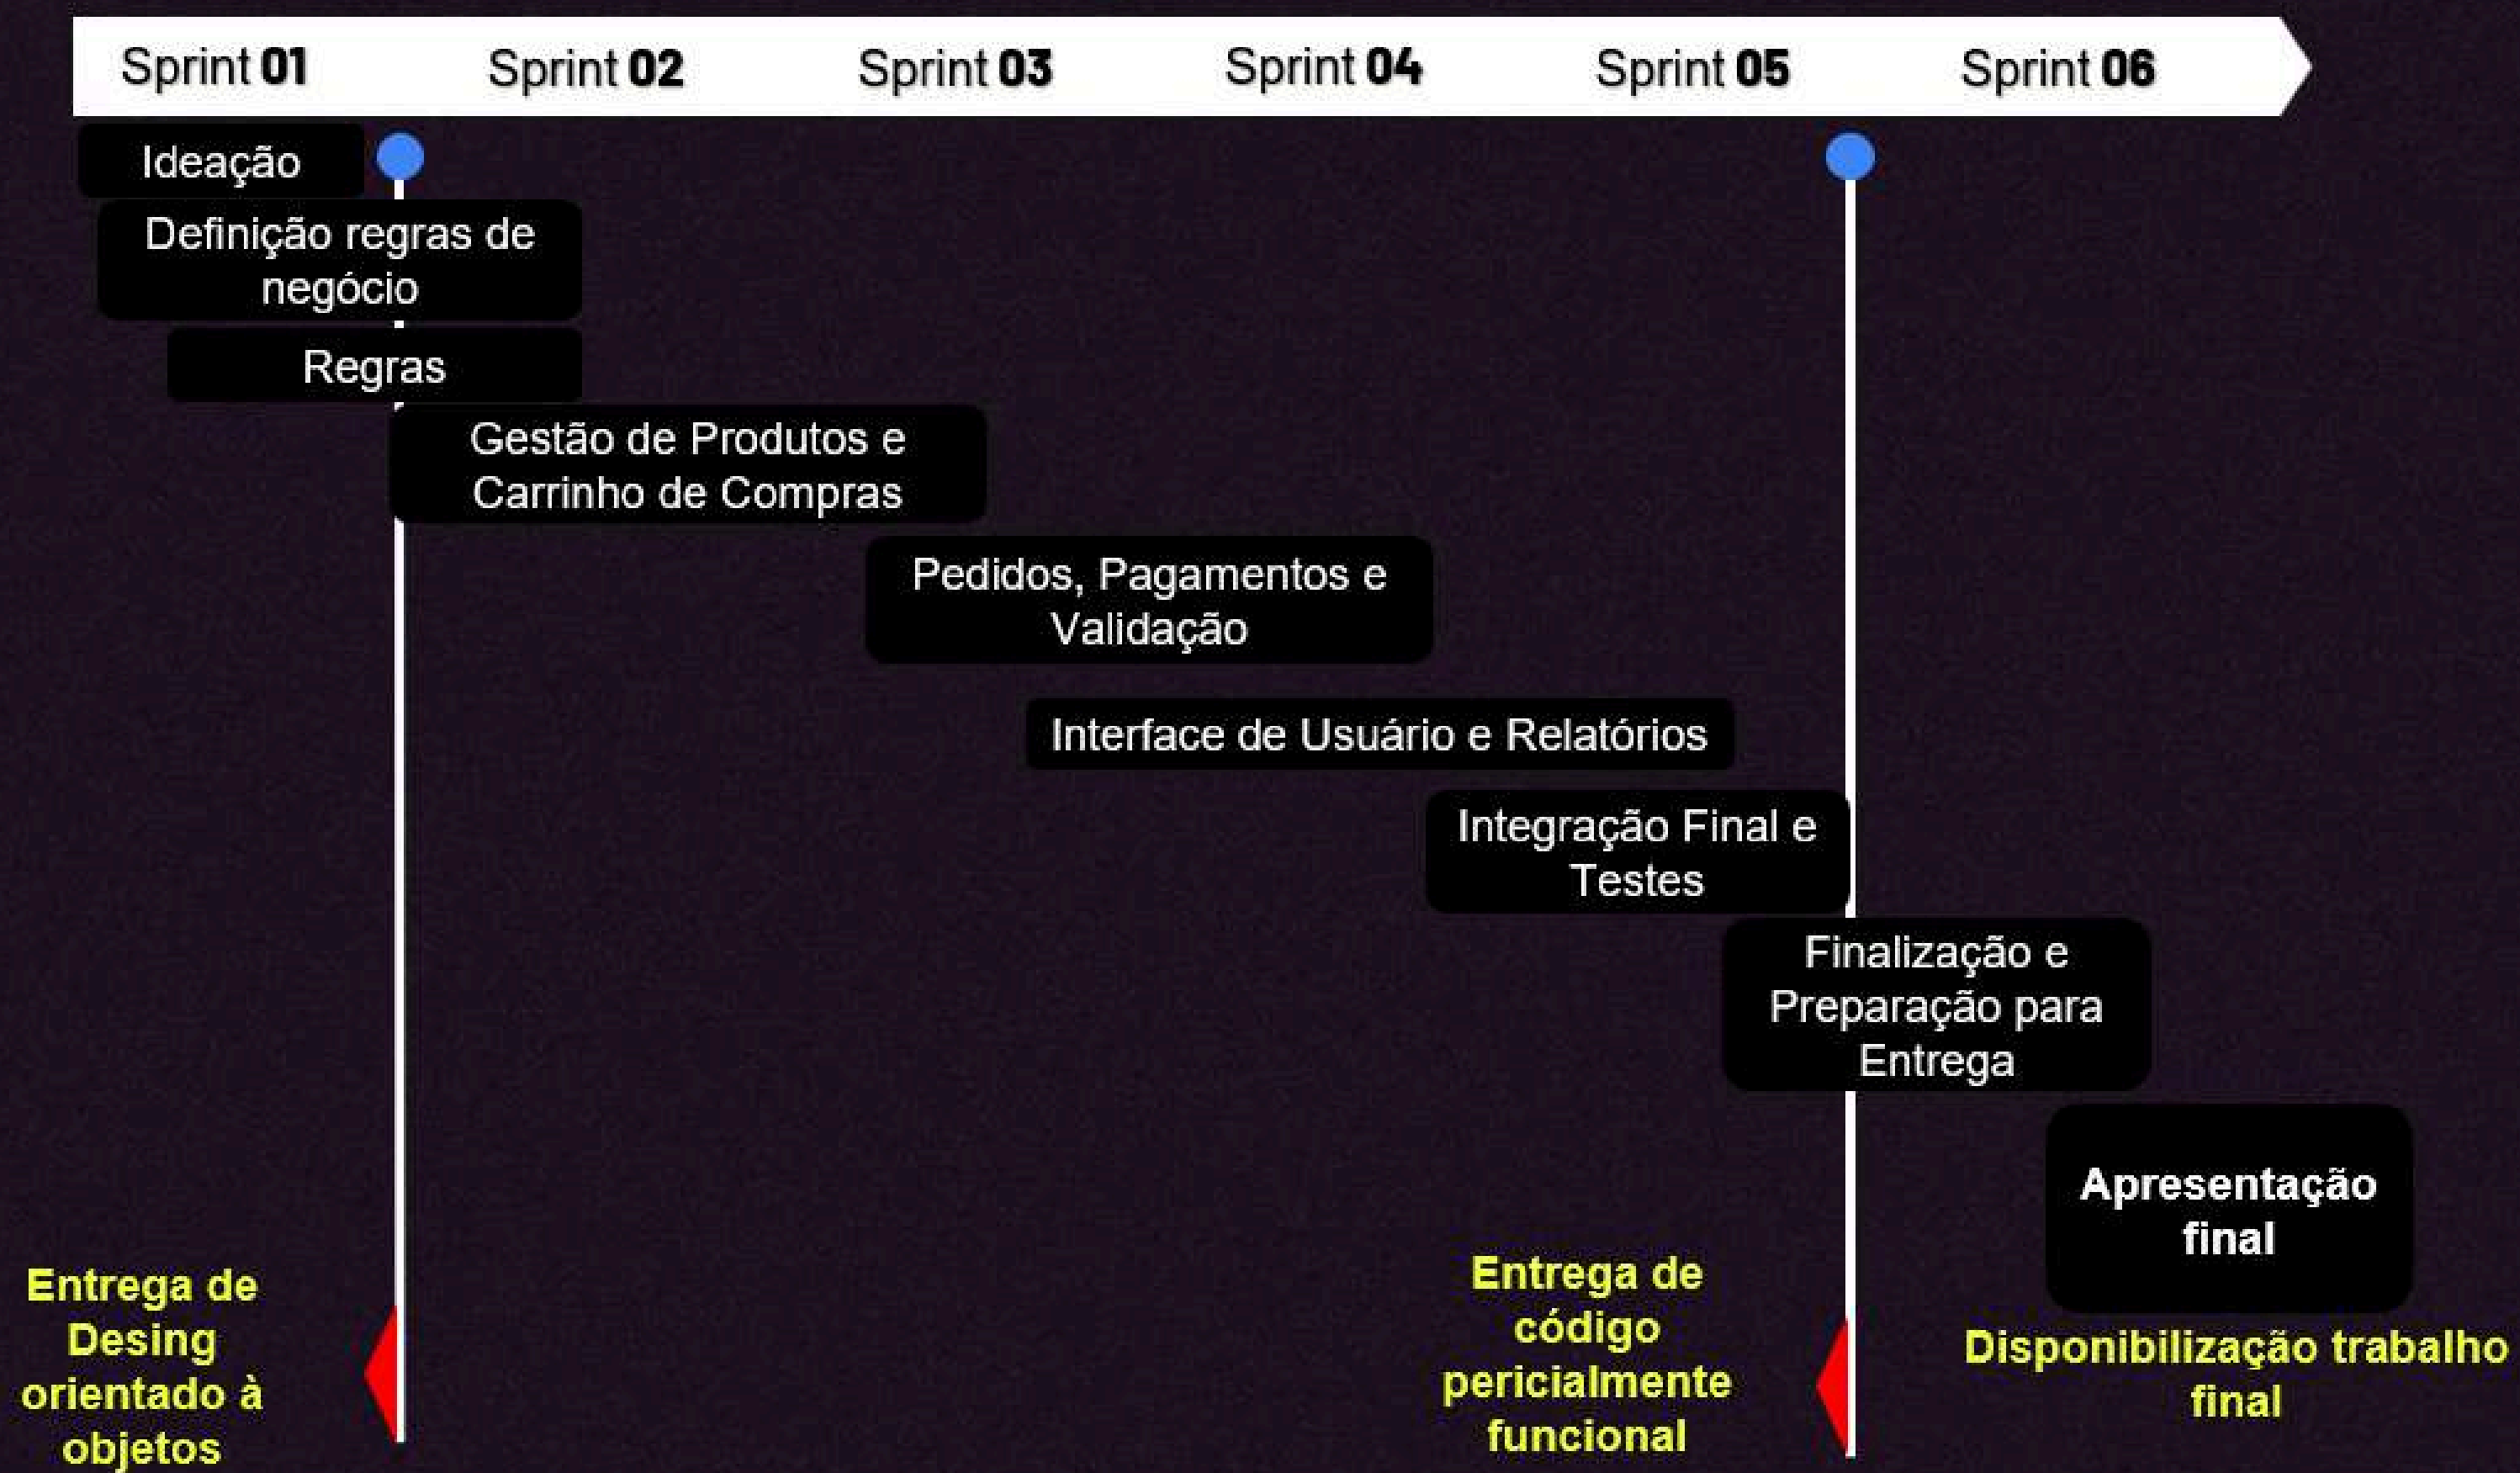 Sprint 01 Sprint 02 Sprint 03 Sprint 04 Sprint 05 Sprint 06
Ideação
Definição regras de
negócio
Regras
Gestão de Produtos e
Carrinho de Compras
Pedidos, Pagamentos e
Validação
Interface de Usuário e Relatórios
Integração Final e
Testes
Finalização e
Preparação para
Entrega
Apresentação
final
Entrega de
Desing
orientado à
objetos
Entrega de
código
pericialmente
funcional
Disponibilização trabalho
final